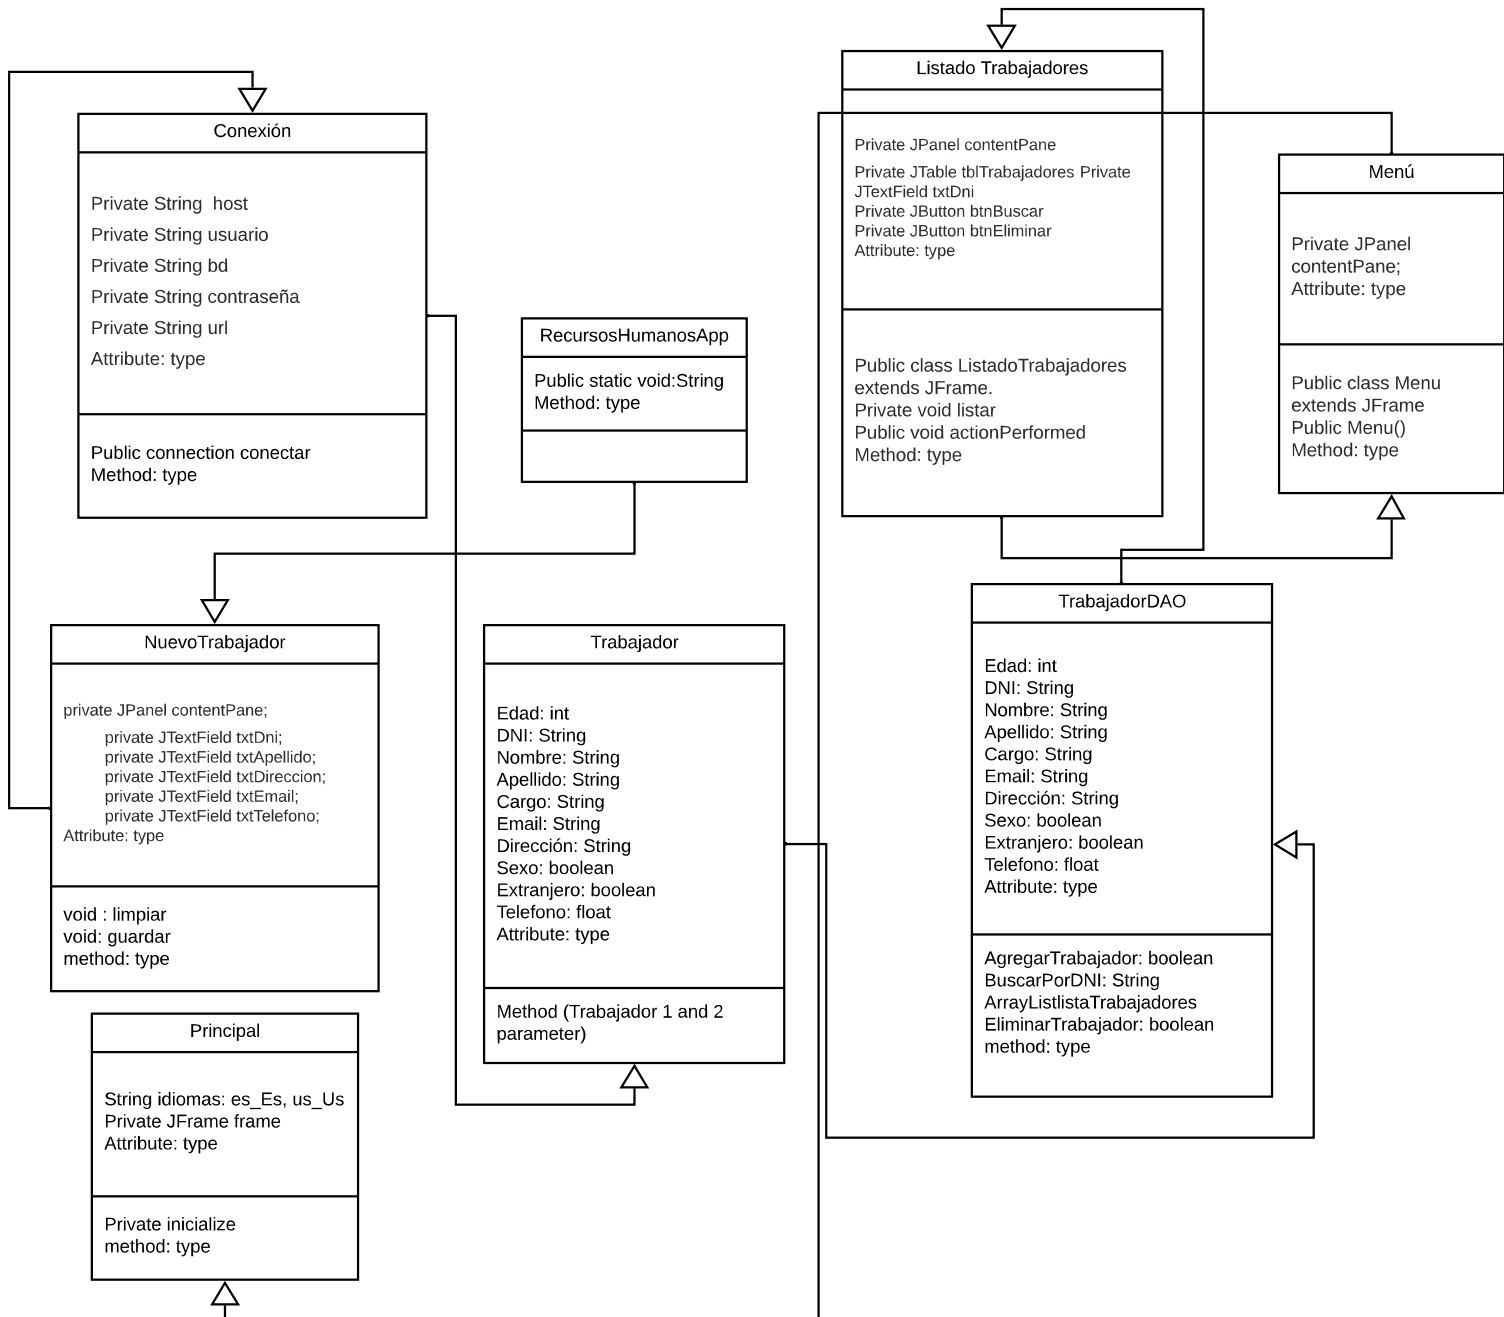 Conexión
Private String  host
Private String usuario
Private String bd
Private String contraseña
Private String url
Attribute: type
Public connection conectar
Method: type
RecursosHumanosApp
Public static void:String
Method: type
Listado Trabajadores
Private JPanel contentPane
Private JTable tblTrabajadores Private
JTextField txtDni
Private JButton btnBuscar
Private JButton btnEliminar
Attribute: type
Public class ListadoTrabajadores
extends JFrame.
Private void listar
Public void actionPerformed
Method: type
Menú
Private JPanel
contentPane;
Attribute: type
Public class Menu
extends JFrame
Public Menu()
Method: type
NuevoTrabajador
private JPanel contentPane;
private JTextField txtDni;
private JTextField txtApellido;
private JTextField txtDireccion;
private JTextField txtEmail;
private JTextField txtTelefono;
Attribute: type
void : limpiar
void: guardar
method: type
Trabajador
Edad: int
DNI: String
Nombre: String
Apellido: String
Cargo: String
Email: String
Dirección: String
Sexo: boolean
Extranjero: boolean
Telefono: float
Attribute: type
Method (Trabajador 1 and 2
parameter)
TrabajadorDAO
Edad: int
DNI: String
Nombre: String
Apellido: String
Cargo: String
Email: String
Dirección: String
Sexo: boolean
Extranjero: boolean
Telefono: float
Attribute: type
AgregarTrabajador: boolean
BuscarPorDNI: String
ArrayListlistaTrabajadores
EliminarTrabajador: boolean
method: type
Principal
String idiomas: es_Es, us_Us
Private JFrame frame
Attribute: type
Private inicialize
method: type